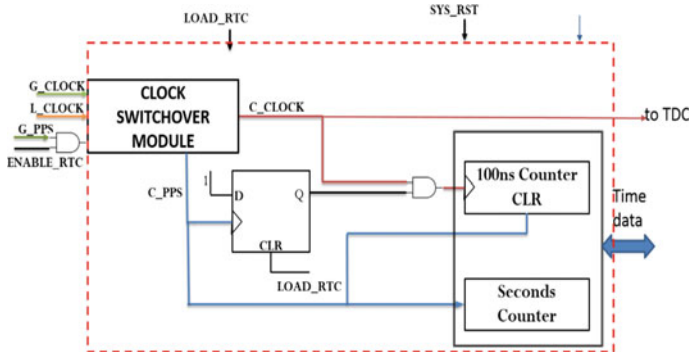 LOAD_RTC
SYS_RST
G_CLOCK
L_CLOCK
G_PPS
ENABLE_RTC
CLOCK
SWITCHOVER
MODULE
C_CLOCK
to TDC
C_PPS
1
D
Q
CLR
LOAD_RTC
100ns Counter
CLR
Time
data
Seconds
Counter